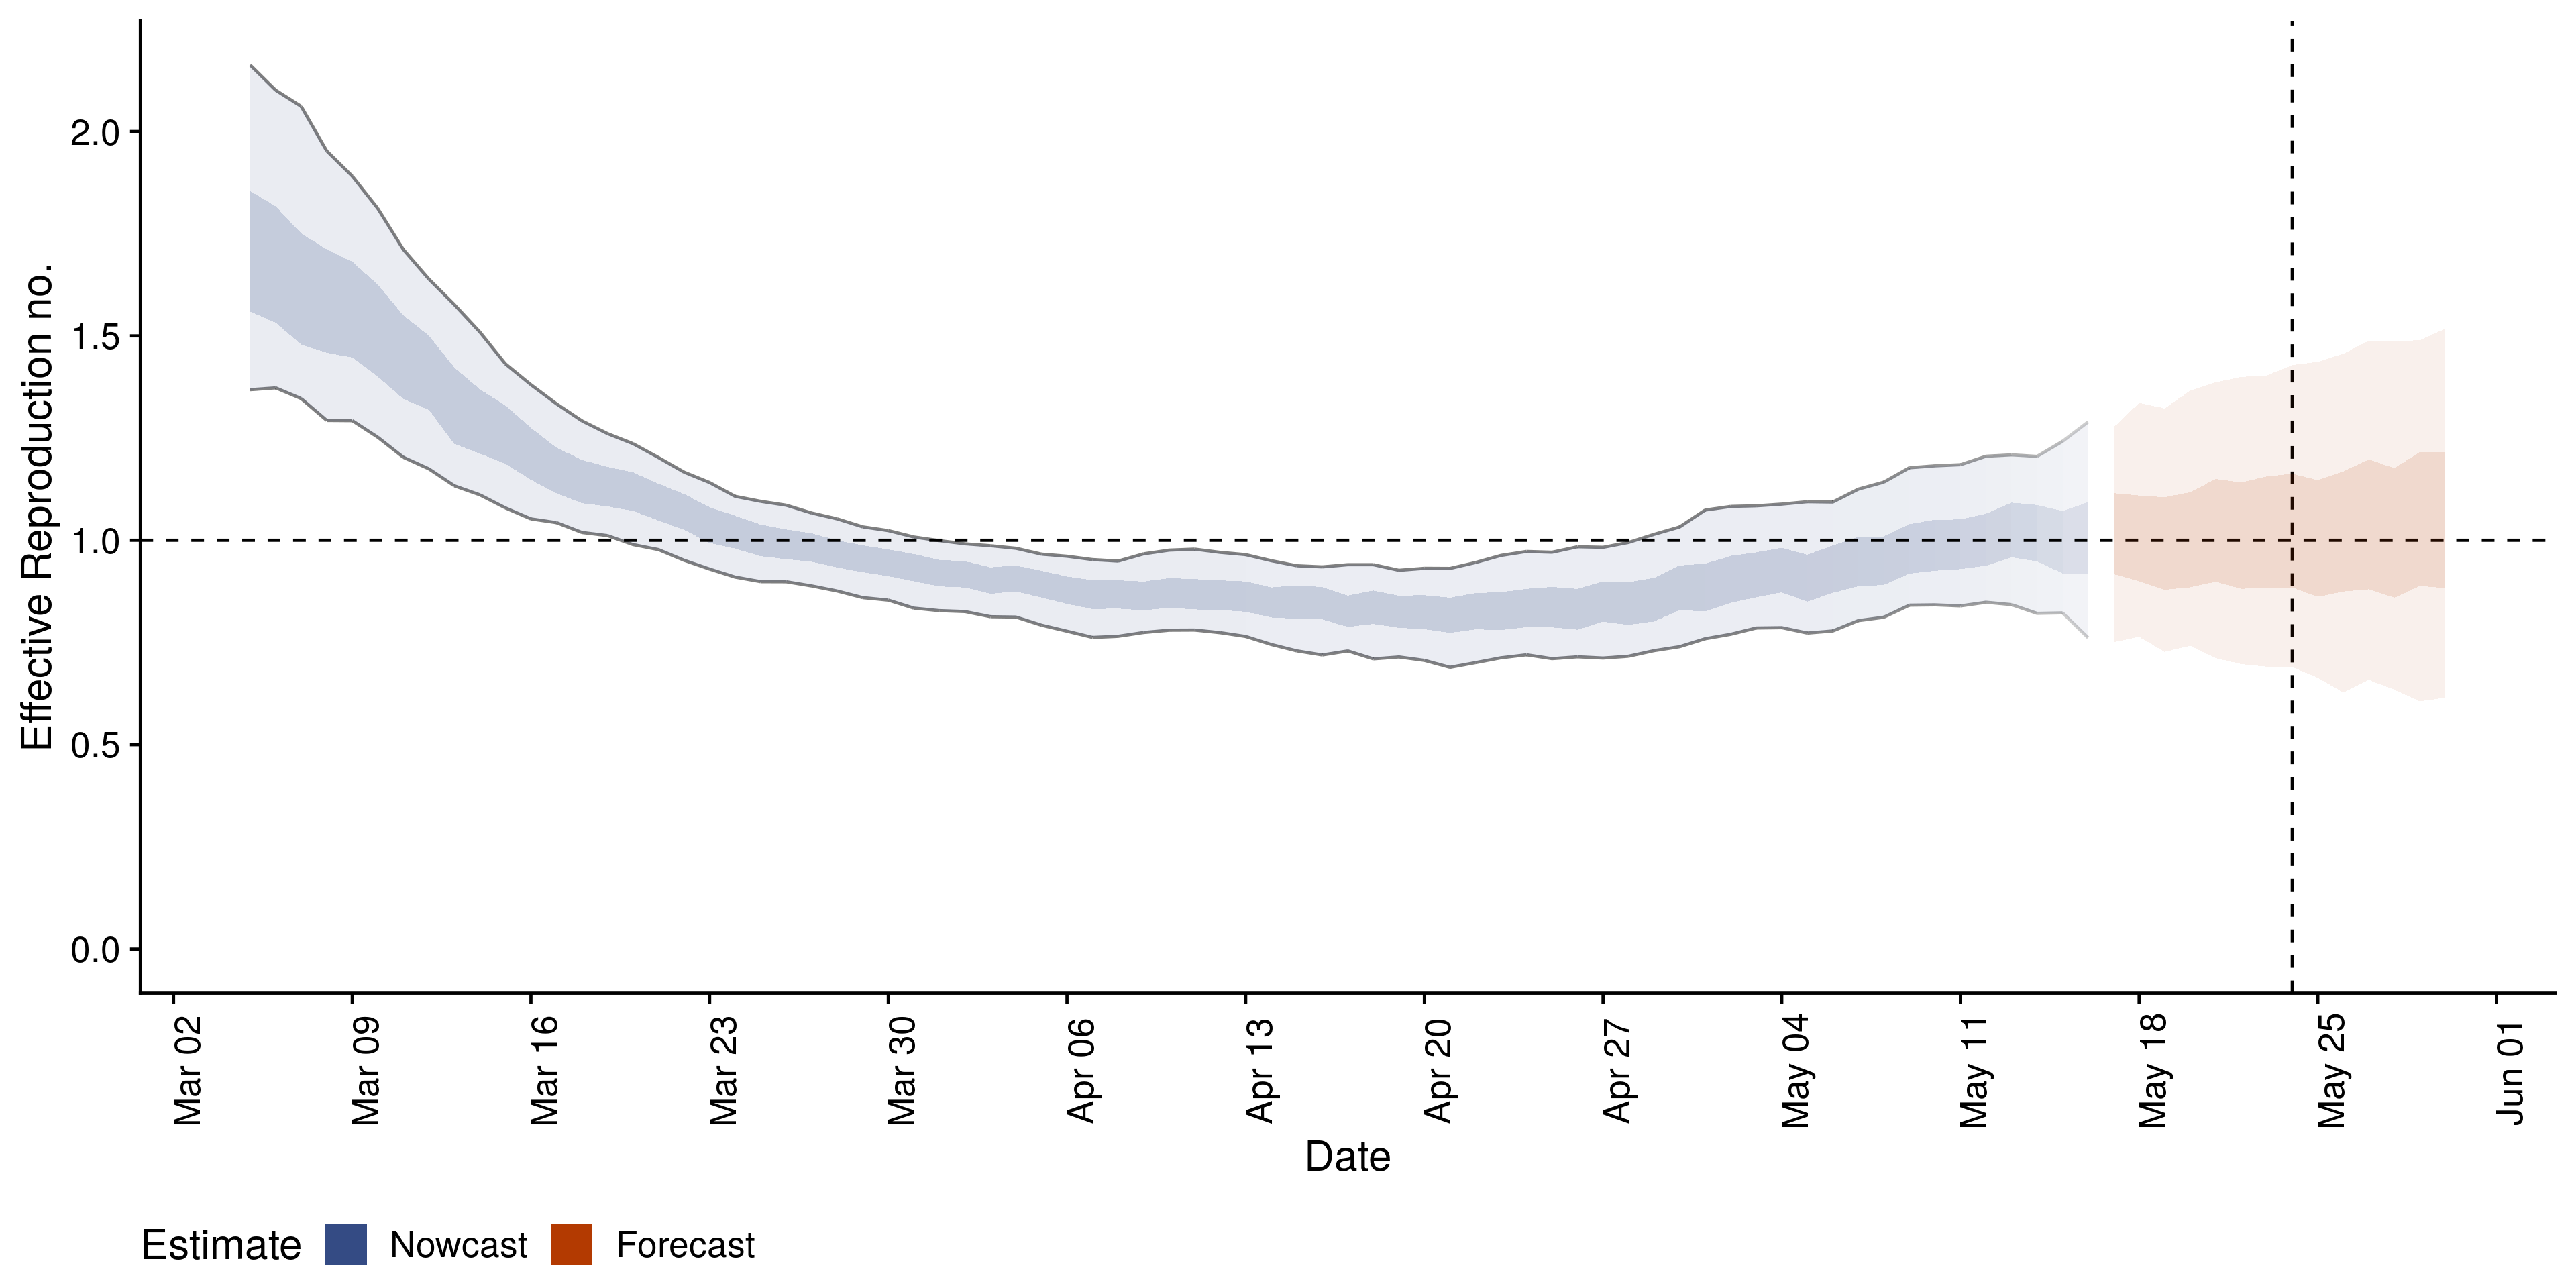 Effective Reproduction no.
2.0
1.5
1.0
0.5
0.0
Mar 02
Mar 09
Mar 16
Mar 23
Mar 30
Apr 06
Apr 13
Apr 20
Apr 27
May 04
May 11
May 18
May 25
Jun 01
Date
Estimate Nowcast Forecast